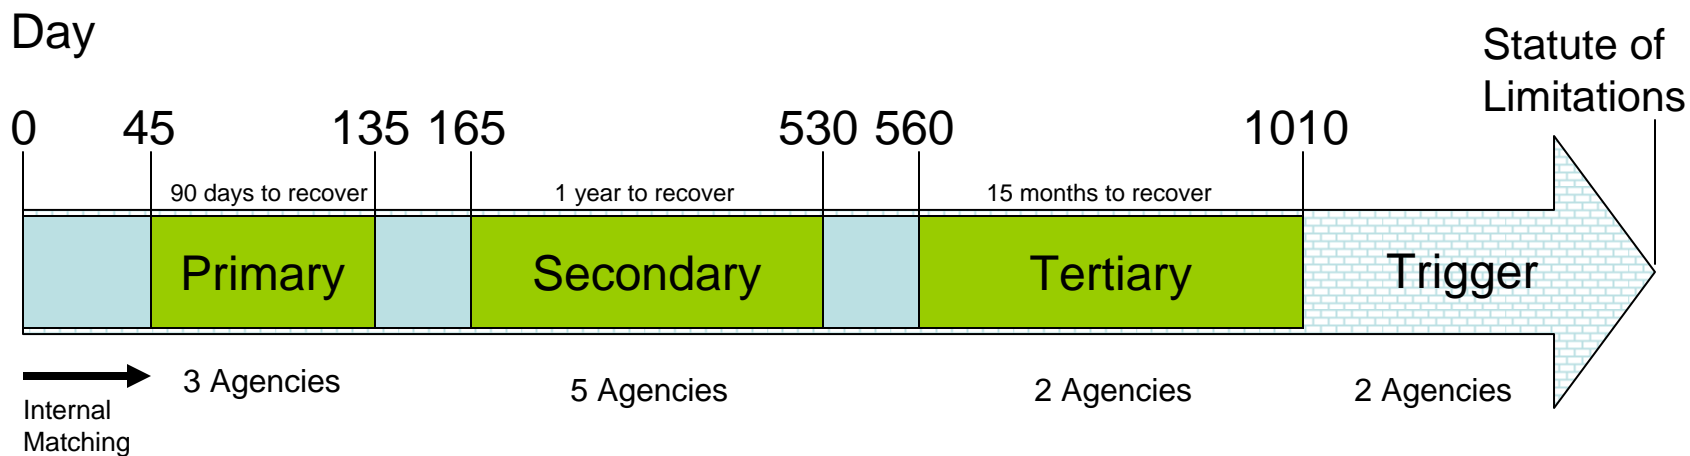 Day
Statute of
Limitations
0 45 135 165 530 560 1010
90 days to recover 1 year to recover 15 months to recover
Primary Secondary Tertiary Trigger
3 Agencies 5 Agencies 2 Agencies 2 Agencies
Internal
Matching